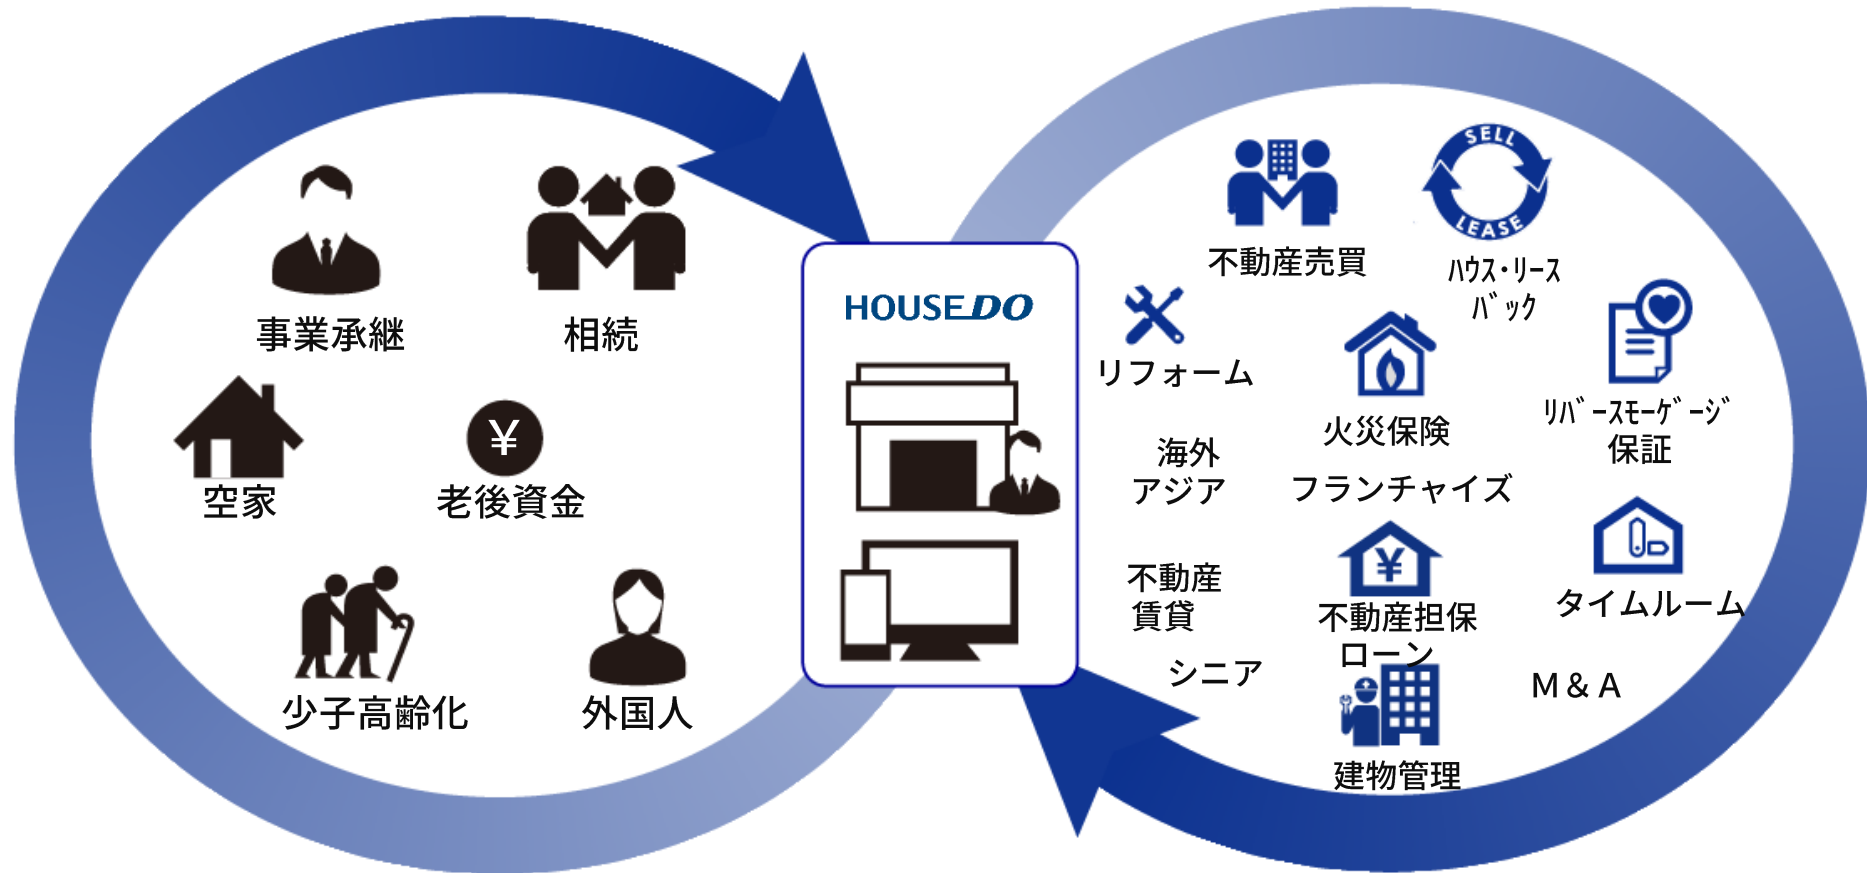 事業承継
相続
空家
¥
老後資金
少子高齢化
外国人
HOUSEDO
不動産売買
SELL
LEASE
ﾊｳｽ･ﾘｰｽ
ﾊﾞｯｸ
リフォーム
火災保険
ﾘﾊﾞｰｽﾓｰｹﾞｰｼﾞ
保証
海外
アジア
フランチャイズ
不動産
賃貸
¥
不動産担保
ローン
タイムルーム
シニア
M & A
建物管理